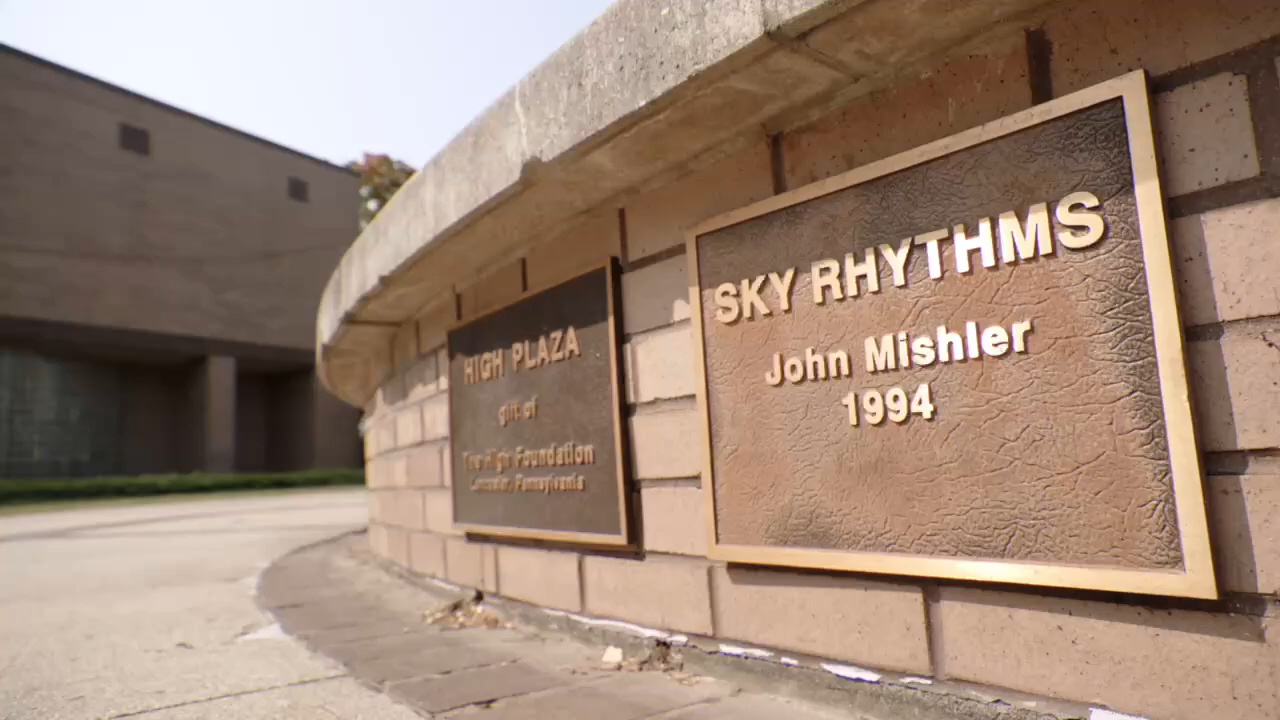 HIGH PLAZA
gift of
The High Foundation
Lancaster, Pennsylvania
SKY RHYTHMS
John Mishler
1994